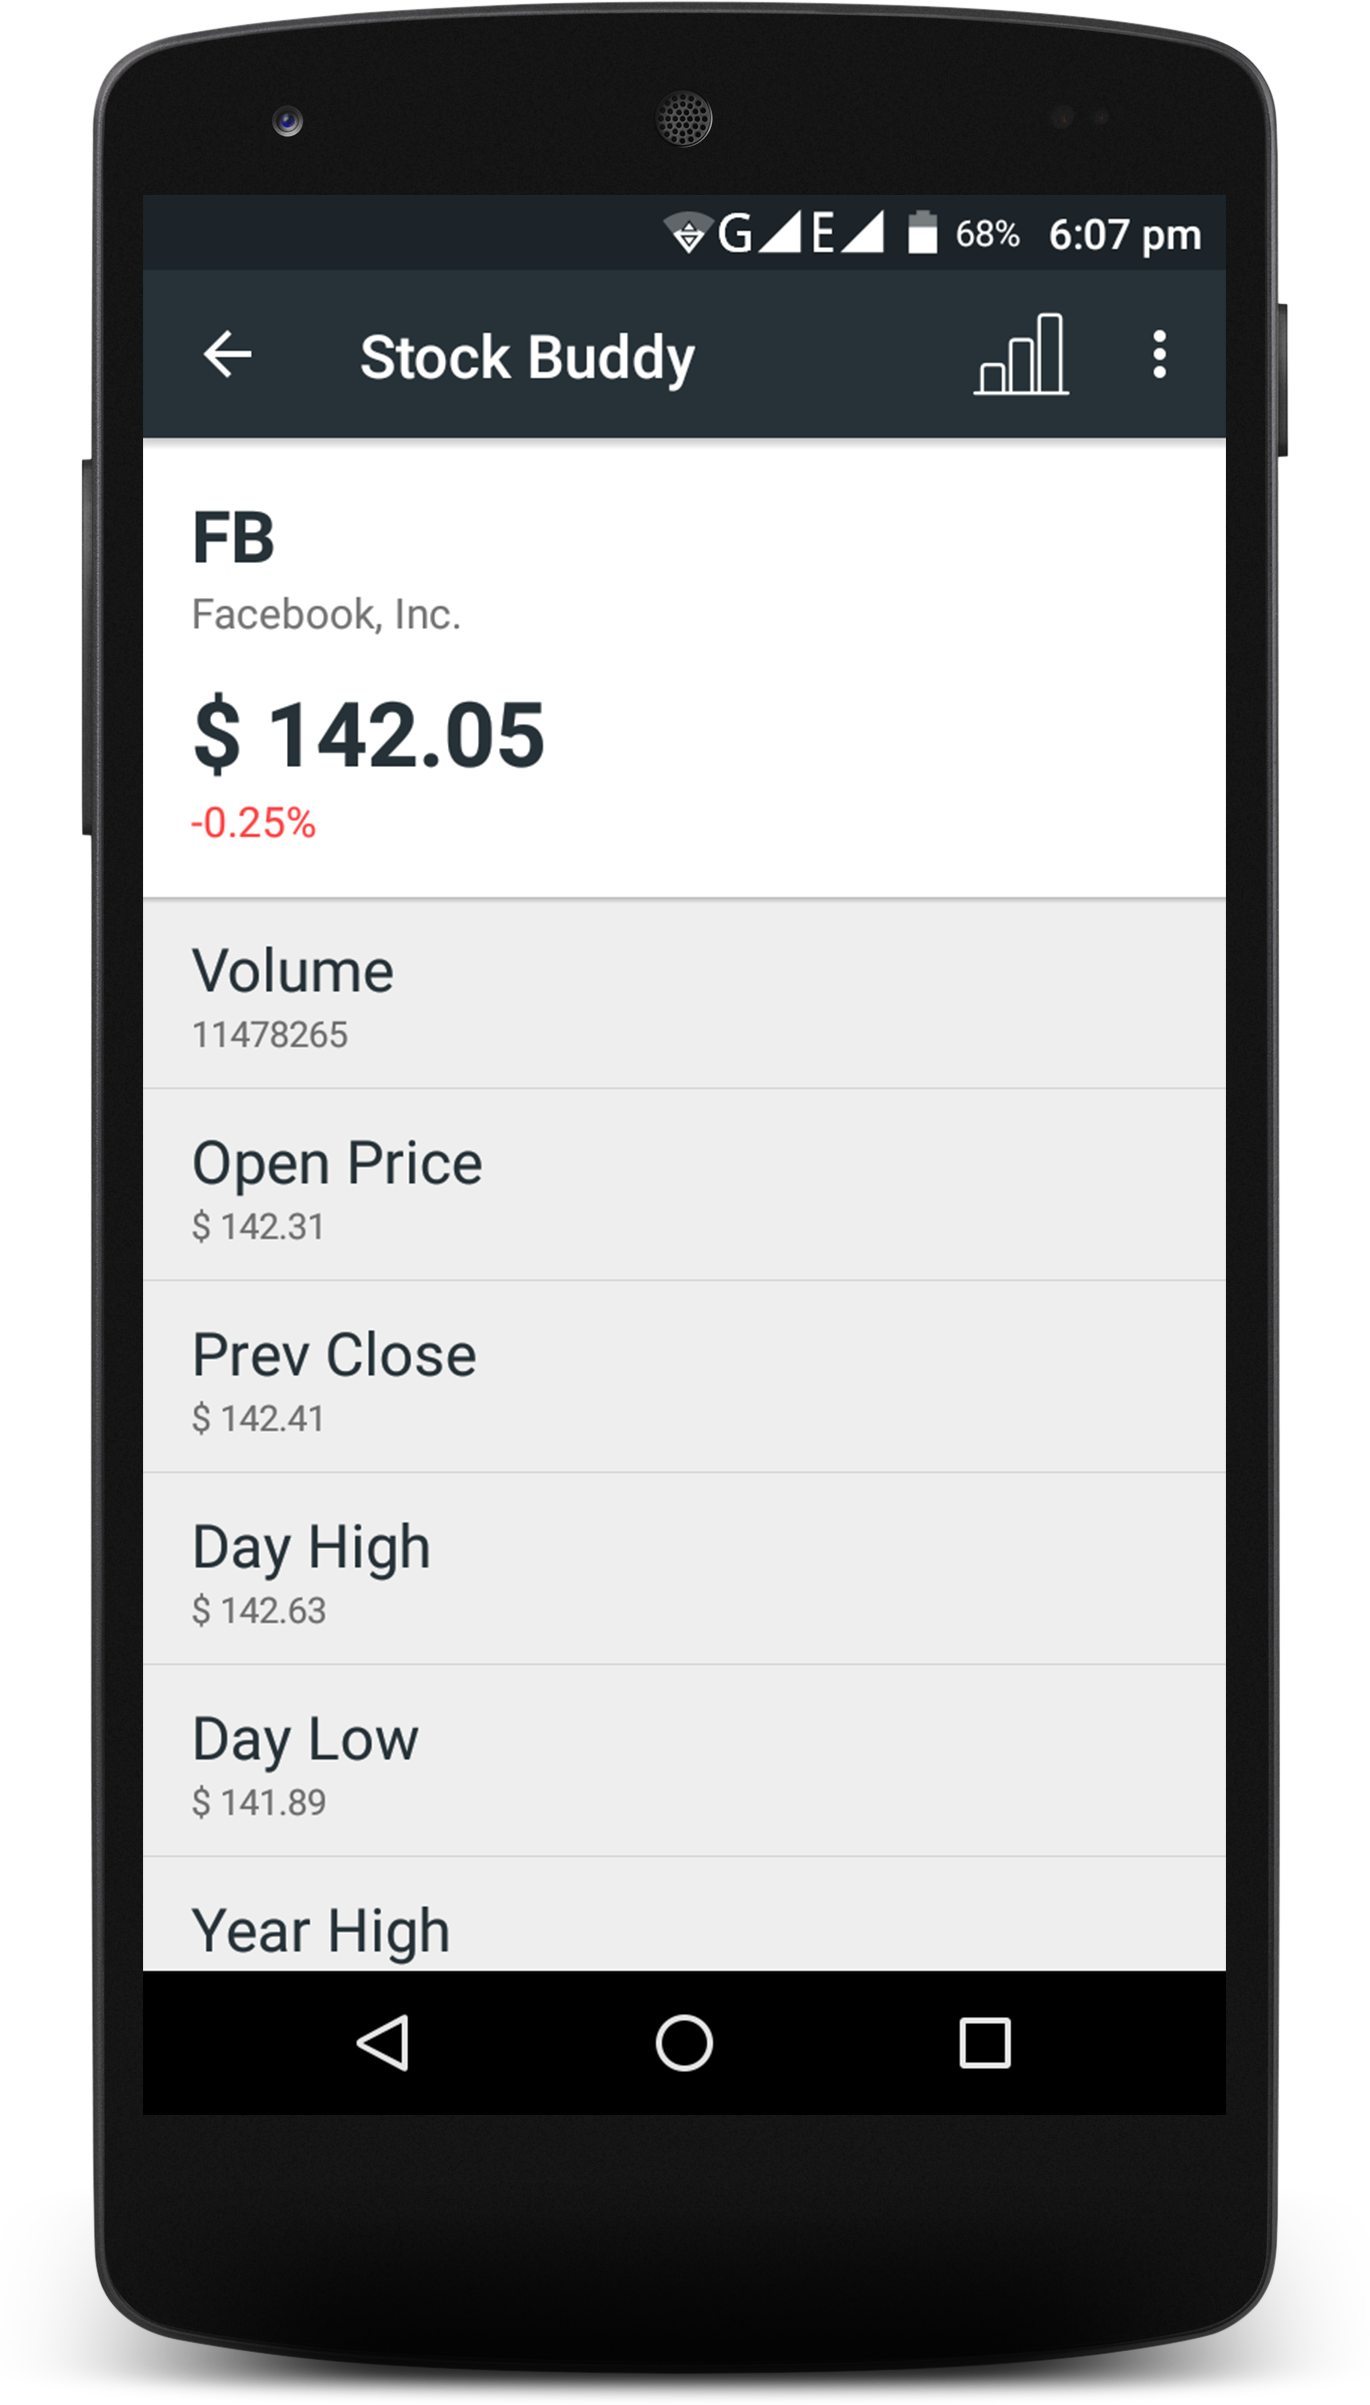 G E 68% 6:07 pm
Stock Buddy
FB
Facebook, Inc.
$ 142.05
-0.25%
Volume
11478265
Open Price
$ 142.31
Prev Close
$ 142.41
Day High
$ 142.63
Day Low
$ 141.89
Year High